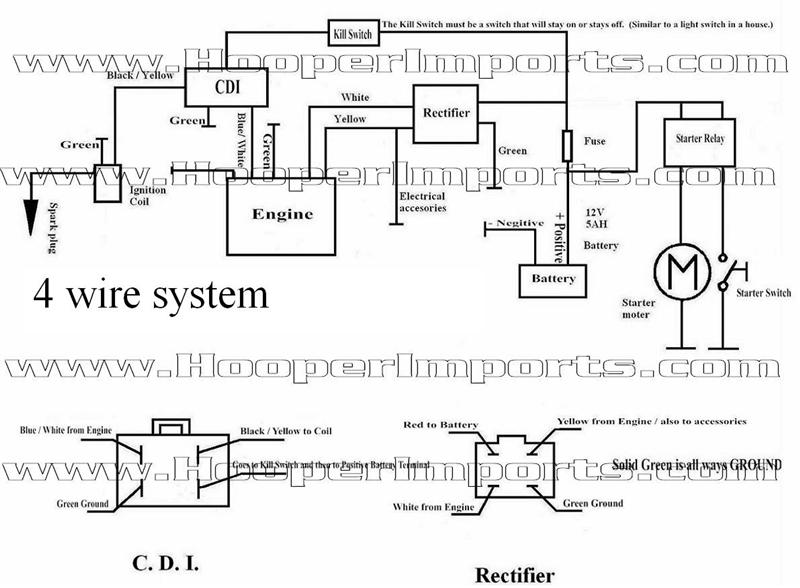 Kill Switch
The Kill Switch must be a switch that will stay on or stays off. (Similar to a light switch in a house.)
www.HooperImports.com
Black / Yellow
CDI
White
Rectifier
Green
Blue/ White
Green
Yellow
Green
Fuse
Starter Relay
Green
www.HooperImports.com
Ignition
Coil
Electrical
accesories
Spark plug
Engine
- Negitive
+ Positive
12V
5AH
Battery
Battery
M
Starter
moter
Starter Switch
4 wire system
www.HooperImports.com
Blue / White from Engine
Black / Yellow to Coil
Red to Battery
Yellow from Engine / also to accessories
Goes to Kill Switch and then to Positive Battery Terminal
Solid Green is all ways GROUND
www.HooperImports.com
Green Ground
White from Engine
Green Ground
C. D. I.
Rectifier